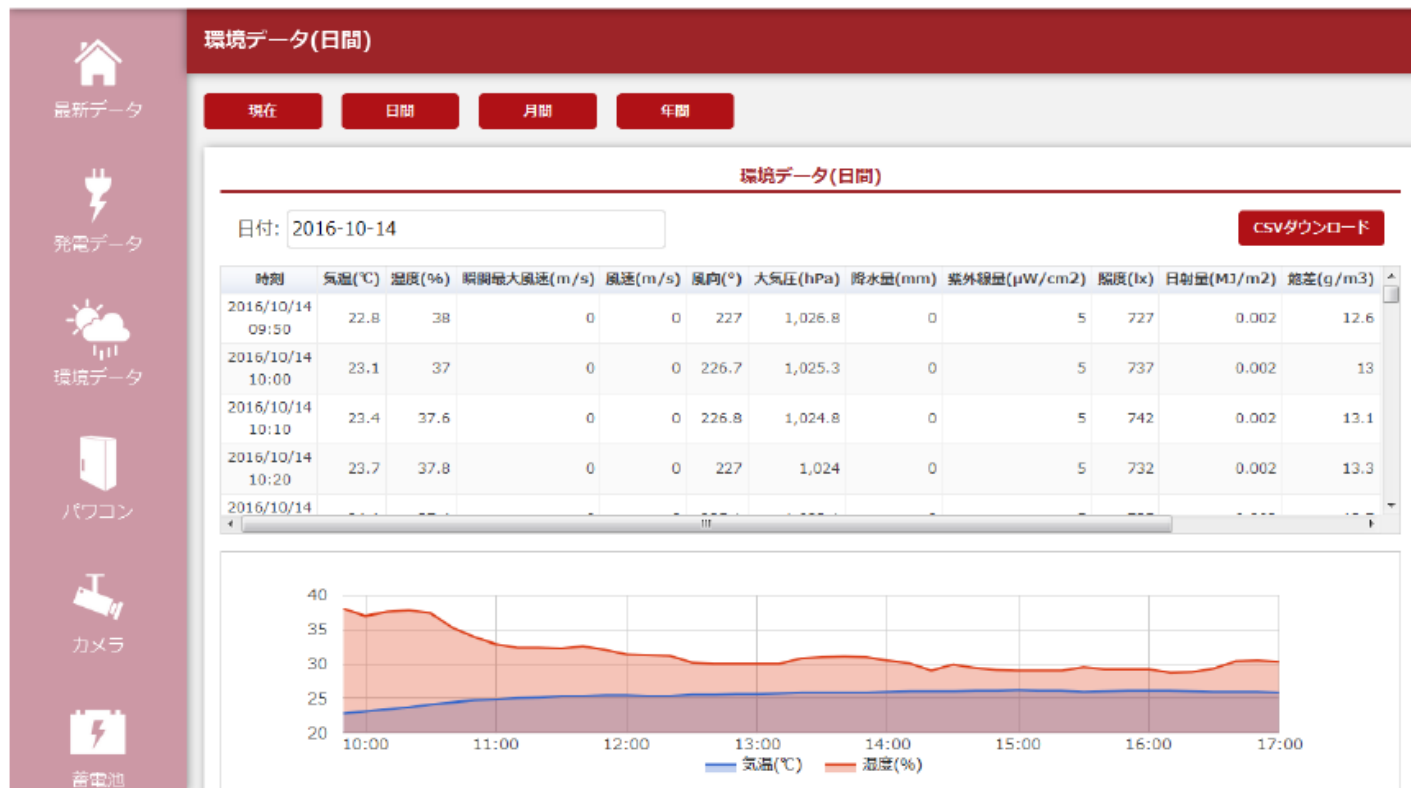 環境データ(日間)
最新データ
発電データ
環境データ
パワコン
カメラ
蓄電池
現在 日間 月間 年間
環境データ(日間)
日付: 2016-10-14 CSVダウンロード
時刻 気温(℃) 湿度(%) 瞬間最大風速(m/s) 風速(m/s) 風向(°) 大気圧(hPa) 降水量(mm) 紫外線量(μW/cm2) 照度(lx) 日射量(MJ/m2) 飽差(g/m3)
2016/10/14
09:50 22.8 38 0 0 227 1,026.8 0 5 727 0.002 12.6
2016/10/14
10:00 23.1 37 0 0 226.7 1,025.3 0 5 737 0.002 13
2016/10/14
10:10 23.4 37.6 0 0 226.8 1,024.8 0 5 742 0.002 13.1
2016/10/14
10:20 23.7 37.8 0 0 227 1,024 0 5 732 0.002 13.3
2016/10/14
40
35
30
25
20
10:00 11:00 12:00 13:00 14:00 15:00 16:00 17:00
気温(℃) 湿度(%)